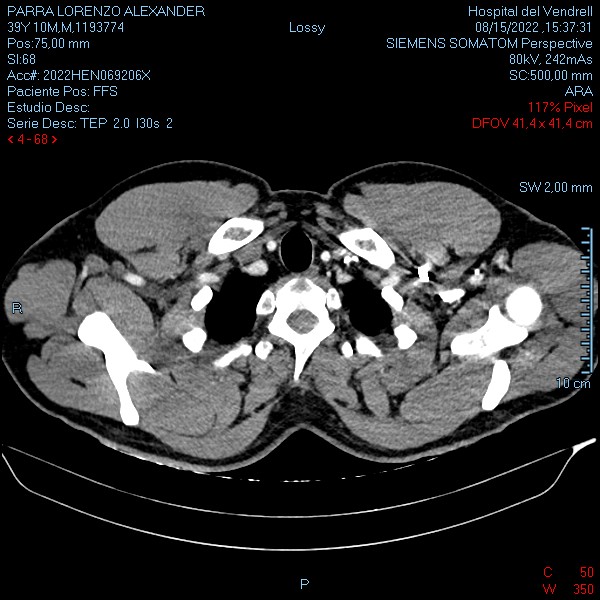 PARRA LORENZO ALEXANDER
39Y 10M,M,1193774
Pos:75,00 mm
SI:68
Acc#: 2022HEN069206X
Paciente Pos: FFS
Estudio Desc:
Serie Desc: TEP 2.0 I30s 2
< 4 - 68 >
Lossy
Hospital del Vendrell
08/15/2022 ,15:37:31
SIEMENS SOMATOM Perspective
80kV, 242mAs
SC:500,00 mm
ARA
117% Pixel
DFOV 41,4 x 41,4 cm
SW 2,00 mm
R
10 cm
P
C 50
W 350